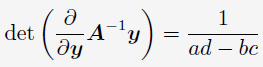 det ( ∂/∂y A⁻¹y ) = 1/(ad − bc)